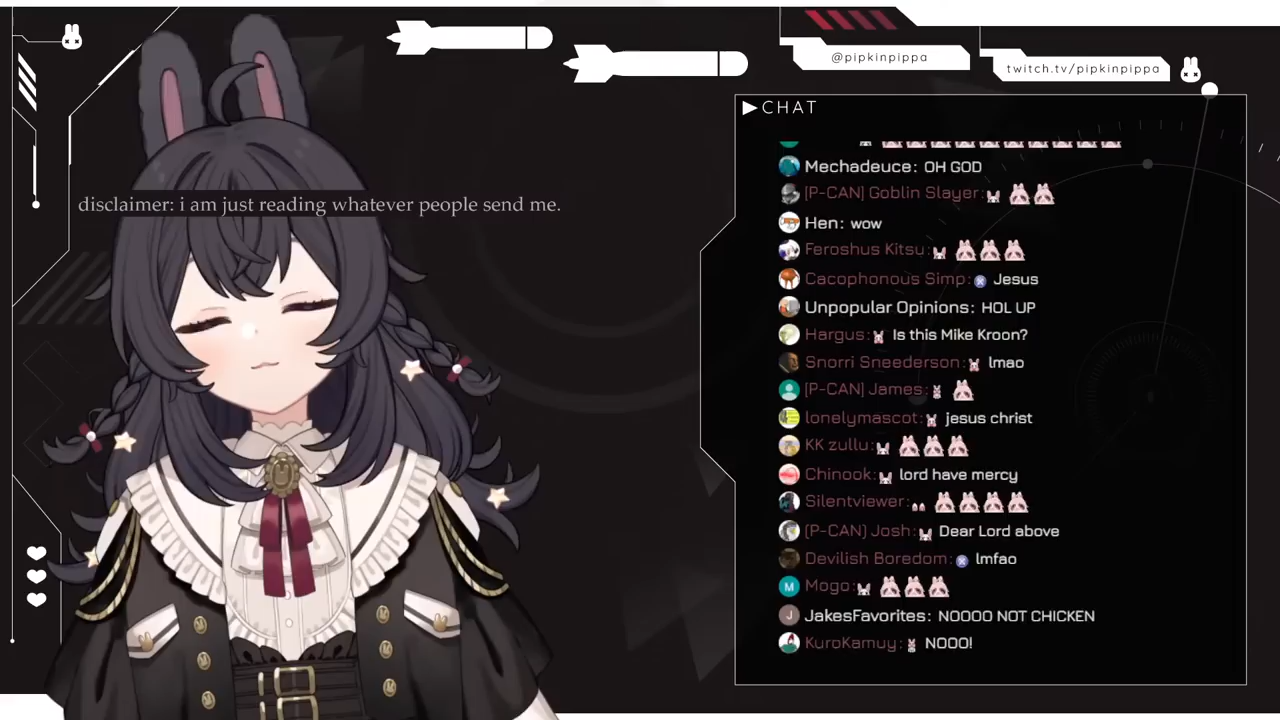 @pipkinpippa
twitch.tv/pipkinpippa
▶CHAT
disclaimer: i am just reading whatever people send me.
Mechadeuce: OH GOD
[P-CAN] Goblin Slayer:
Hen: wow
Feroshus Kitsu:
Cacophonous Simp: Jesus
Unpopular Opinions: HOL UP
Hargus: Is this Mike Kroon?
Snorri Sneederson: lmao
[P-CAN] James:
lonelymascot: jesus christ
KK zullu:
Chinook: lord have mercy
Silentviewer:
[P-CAN] Josh: Dear Lord above
Devilish Boredom: lmfao
M Mogo:
J JakesFavorites: NOOOO NOT CHICKEN
KuroKamuy: NOOO!